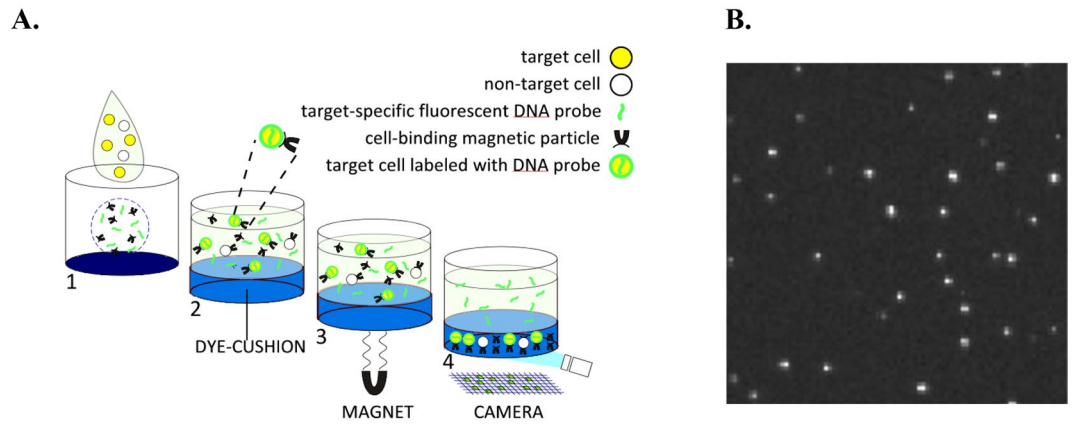 A.
B.
target cell
non-target cell
target-specific fluorescent DNA probe
cell-binding magnetic particle
target cell labeled with DNA probe
1
2
3
4
DYE-CUSHION
MAGNET
CAMERA